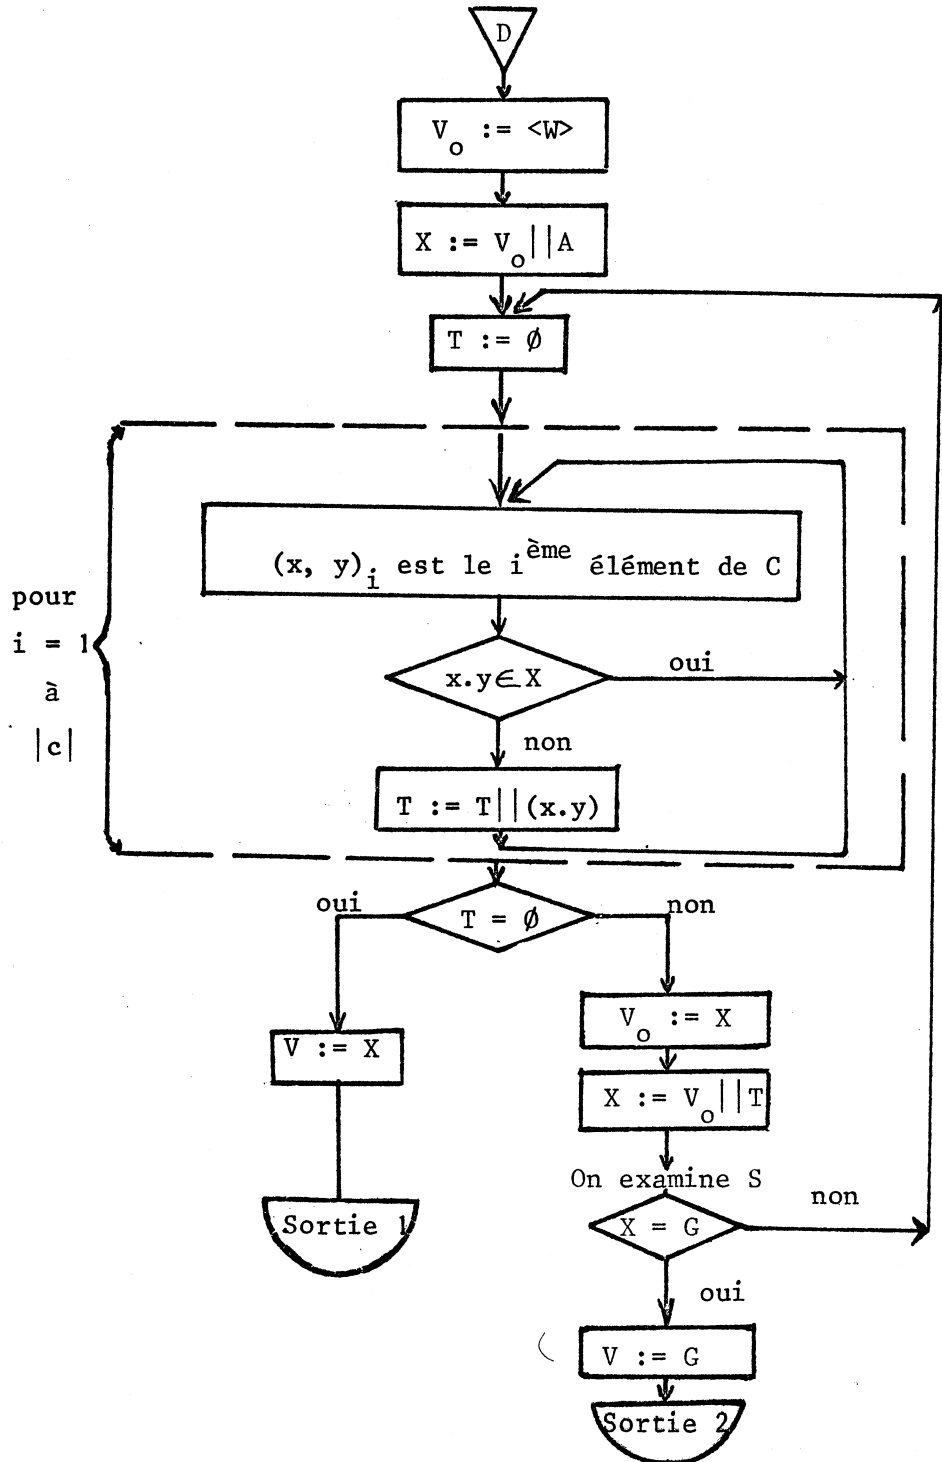 D
V₀ := <W>
X := V₀||A
T := Ø
(x, y)ᵢ est le i ème élément de C
pour
i = 1
à
|c|
x.y∈X
oui
non
T := T||(x.y)
oui
T = Ø
non
V₀ := X
V := X
X := V₀||T
On examine S
non
Sortie 1
X = G
oui
V := G
Sortie 2